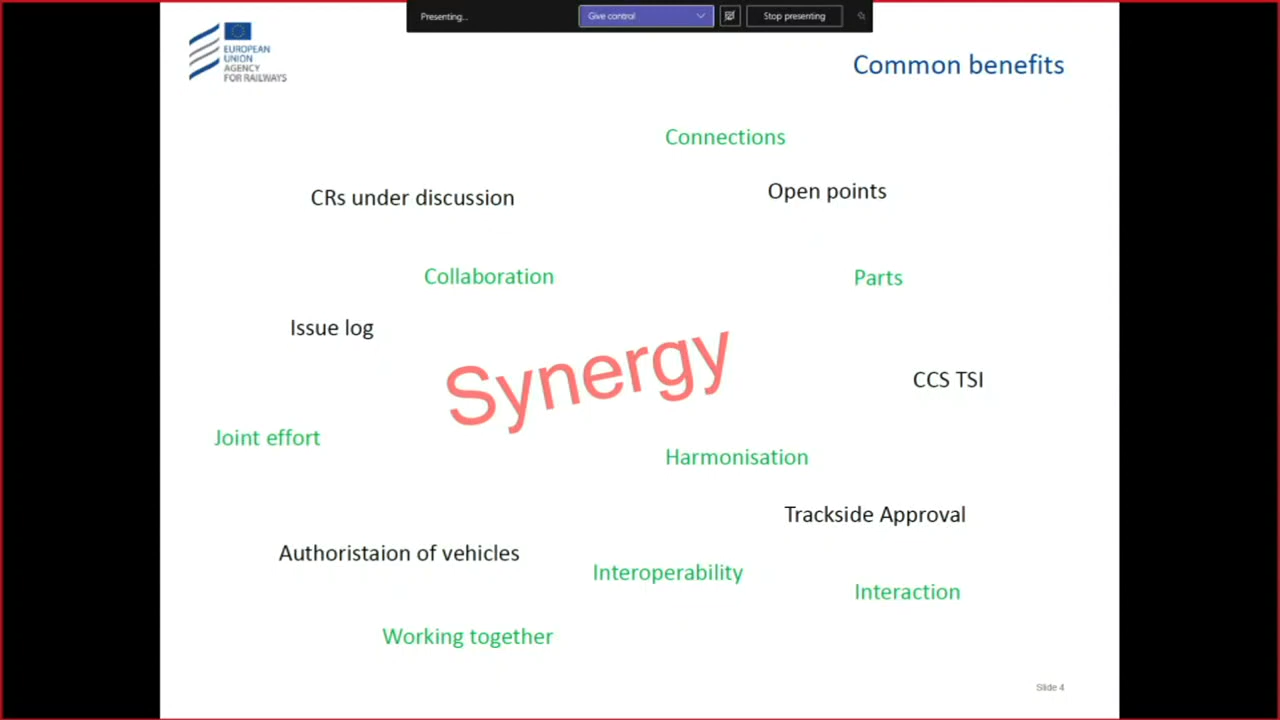 Presenting...
Give control
Stop presenting
EUROPEAN
UNION
AGENCY
FOR RAILWAYS
Common benefits
Connections
CRs under discussion
Open points
Collaboration
Parts
Issue log
Synergy
CCS TSI
Joint effort
Harmonisation
Trackside Approval
Authoristaion of vehicles
Interoperability
Interaction
Working together
Slide 4